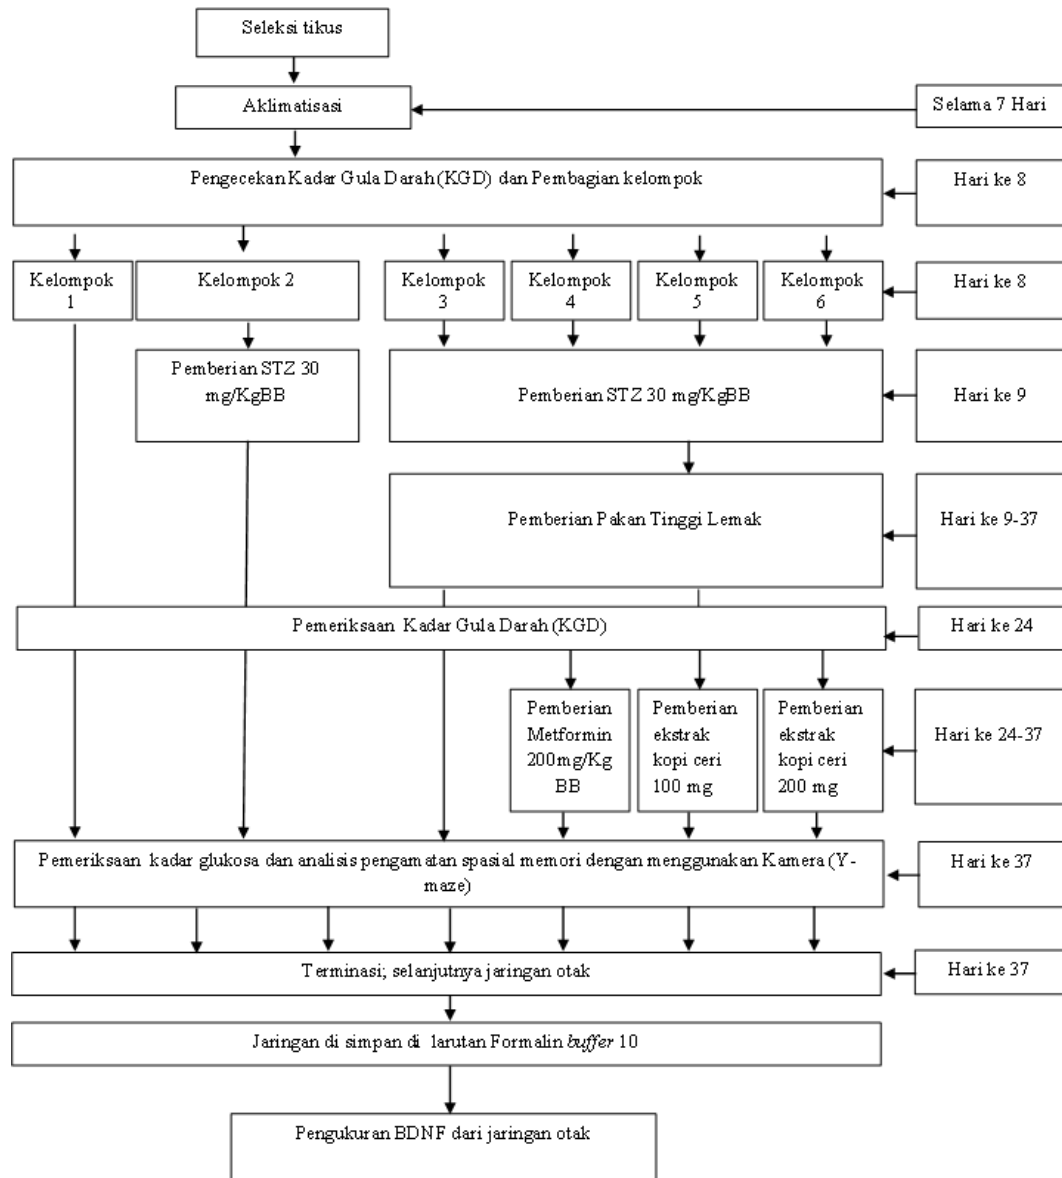 Seleksi tikus
Aklimatisasi
Selama 7 Hari
Pengecekan Kadar Gula Darah (KGD) dan Pembagian kelompok
Hari ke 8
Kelompok
1
Kelompok 2
Kelompok
3
Kelompok
4
Kelompok
5
Kelompok
6
Hari ke 8
Pemberian STZ 30
mg/KgBB
Pemberian STZ 30 mg/KgBB
Hari ke 9
Pemberian Pakan Tinggi Lemak
Hari ke 9-37
Pemeriksaan Kadar Gula Darah (KGD)
Hari ke 24
Pemberian
Metformin
200mg/Kg
BB
Pemberian
ekstrak
kopi ceri
100 mg
Pemberian
ekstrak
kopi ceri
200 mg
Hari ke 24-37
Pemeriksaan kadar glukosa dan analisis pengamatan spasial memori dengan menggunakan Kamera (Y-
maze)
Hari ke 37
Terminasi; selanjutnya jaringan otak
Hari ke 37
Jaringan di simpan di larutan Formalin buffer 10
Pengukuran BDNF dari jaringan otak